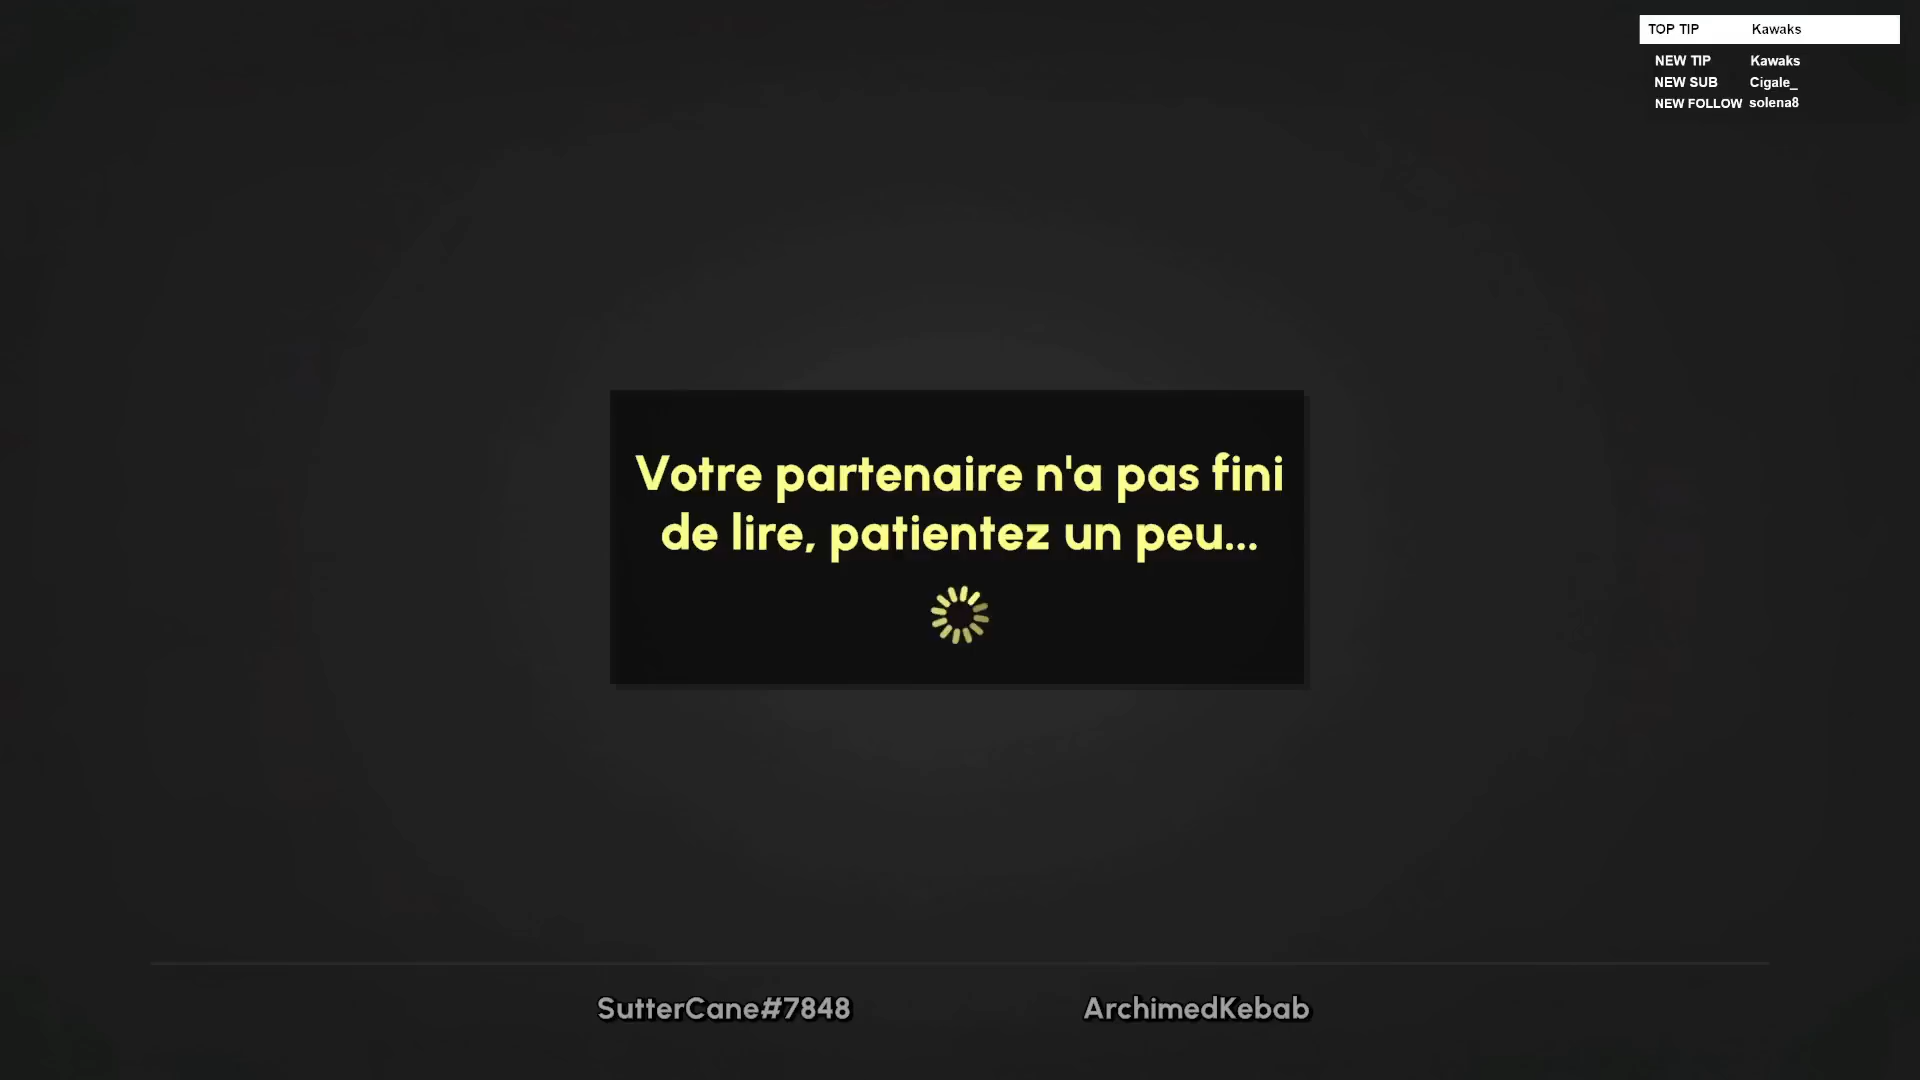 TOP TIP Kawaks
NEW TIP Kawaks
NEW SUB Cigale_
NEW FOLLOW solena8
Votre partenaire n'a pas fini
de lire, patientez un peu...
SutterCane#7848 ArchimedKebab